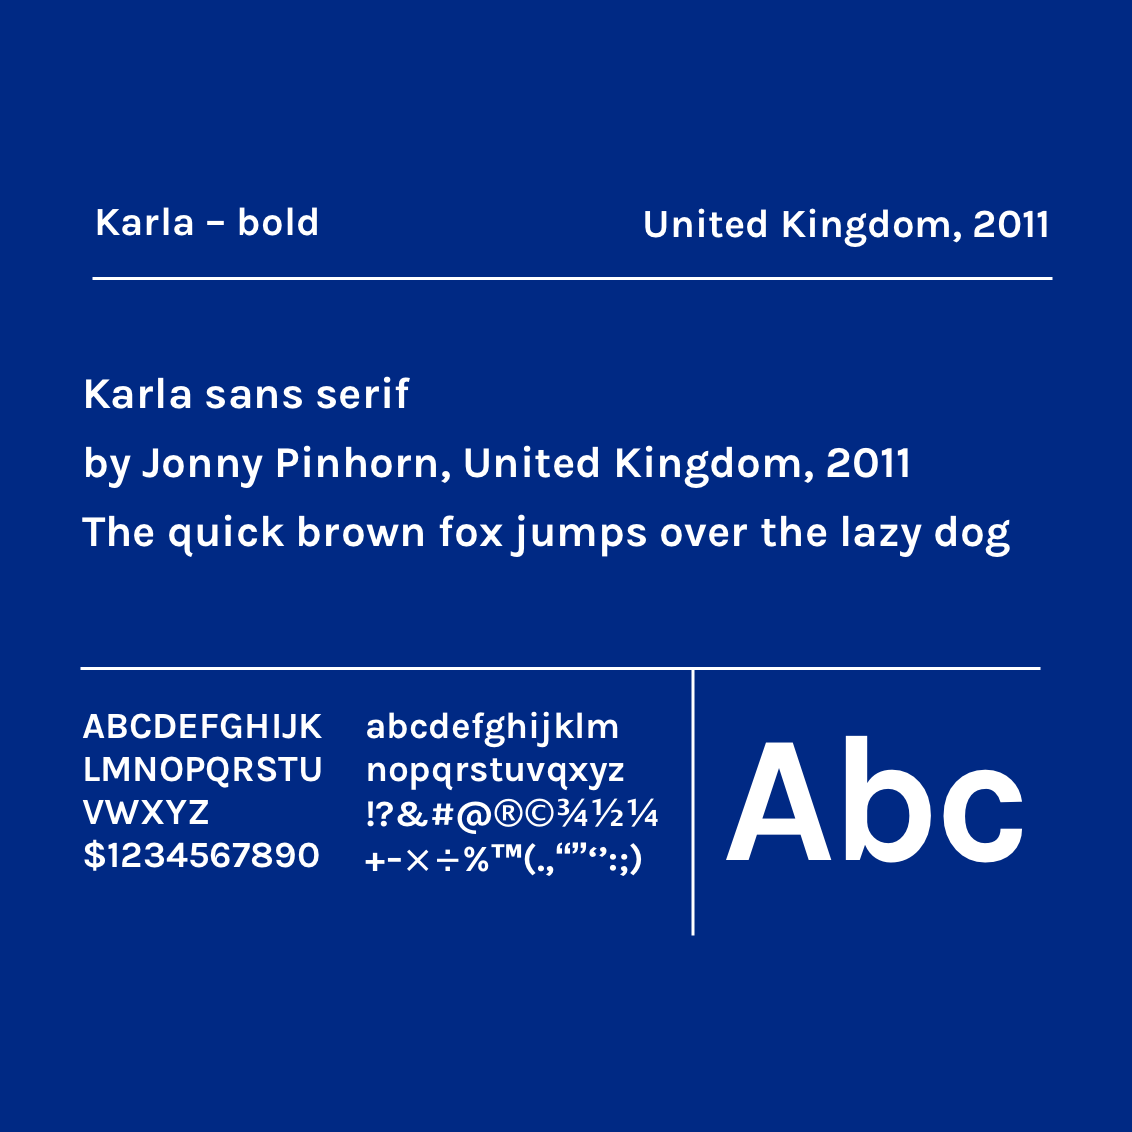 Karla – bold
United Kingdom, 2011
Karla sans serif
by Jonny Pinhorn, United Kingdom, 2011
The quick brown fox jumps over the lazy dog
ABCDEFGHIJK
LMNOPQRSTU
VWXYZ
$1234567890
abcdefghijklm
nopqrstuvqxyz
!?&#@®©¾½¼
+-×÷%™(.,“”‘’:;)
Abc